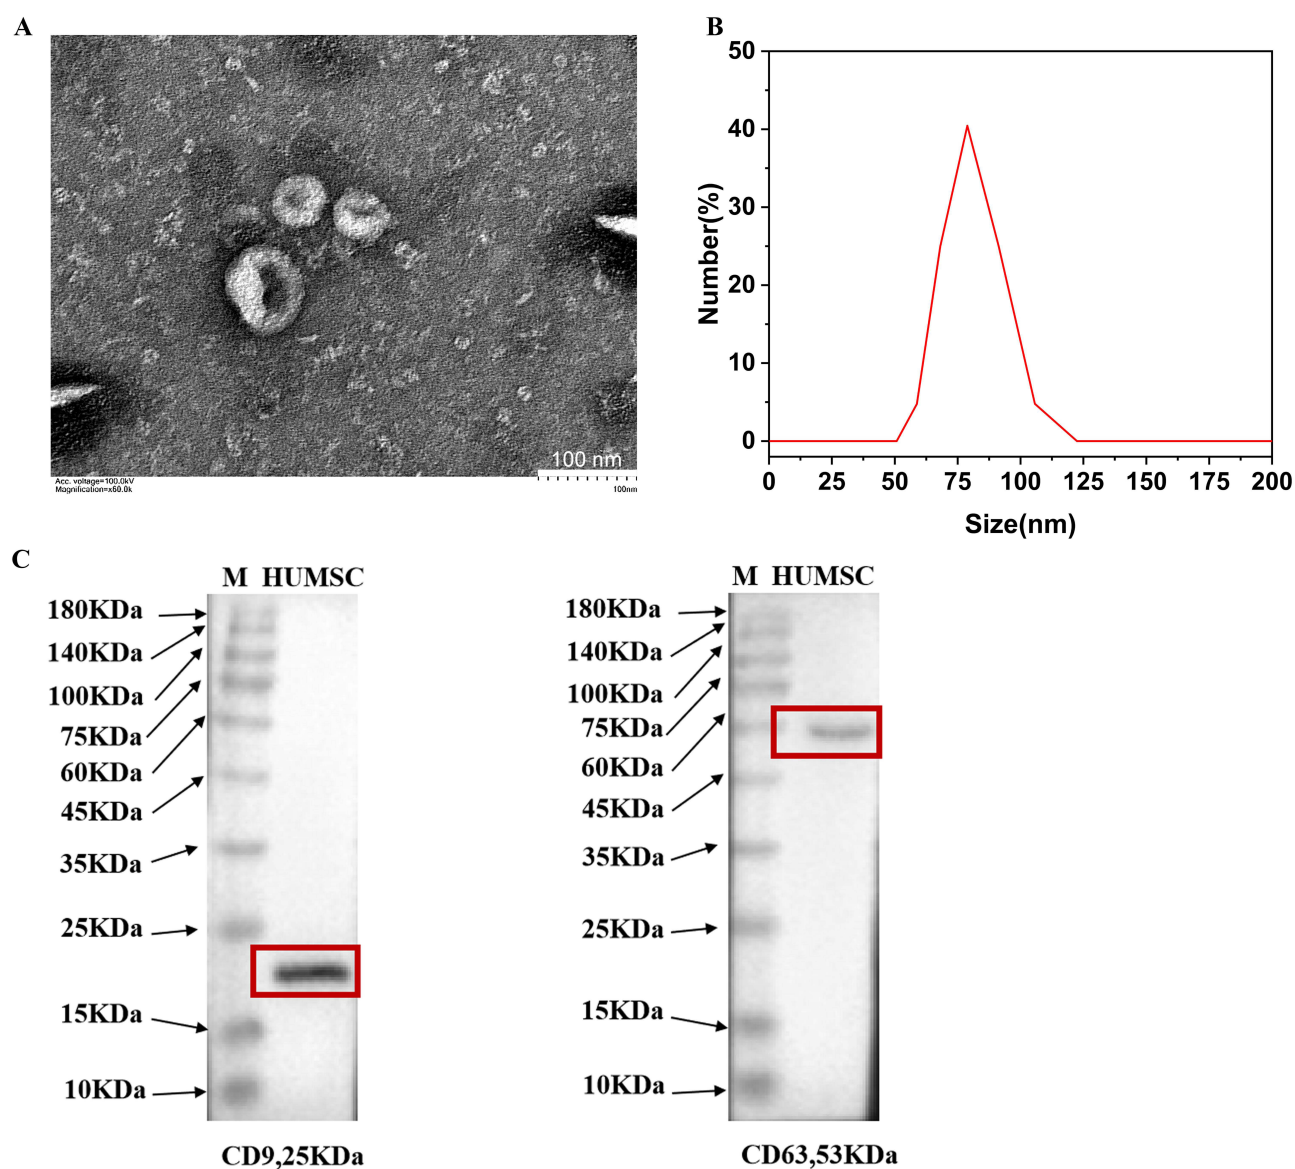 A
100 nm
Acc. voltage=100.0kV
Magnification=x60.0k
100nm
B
50
40
30
20
10
0
Number(%)
0 25 50 75 100 125 150 175 200
Size(nm)
C
M HUMSC
180KDa
140KDa
100KDa
75KDa
60KDa
45KDa
35KDa
25KDa
15KDa
10KDa
CD9,25KDa
M HUMSC
180KDa
140KDa
100KDa
75KDa
60KDa
45KDa
35KDa
25KDa
15KDa
10KDa
CD63,53KDa